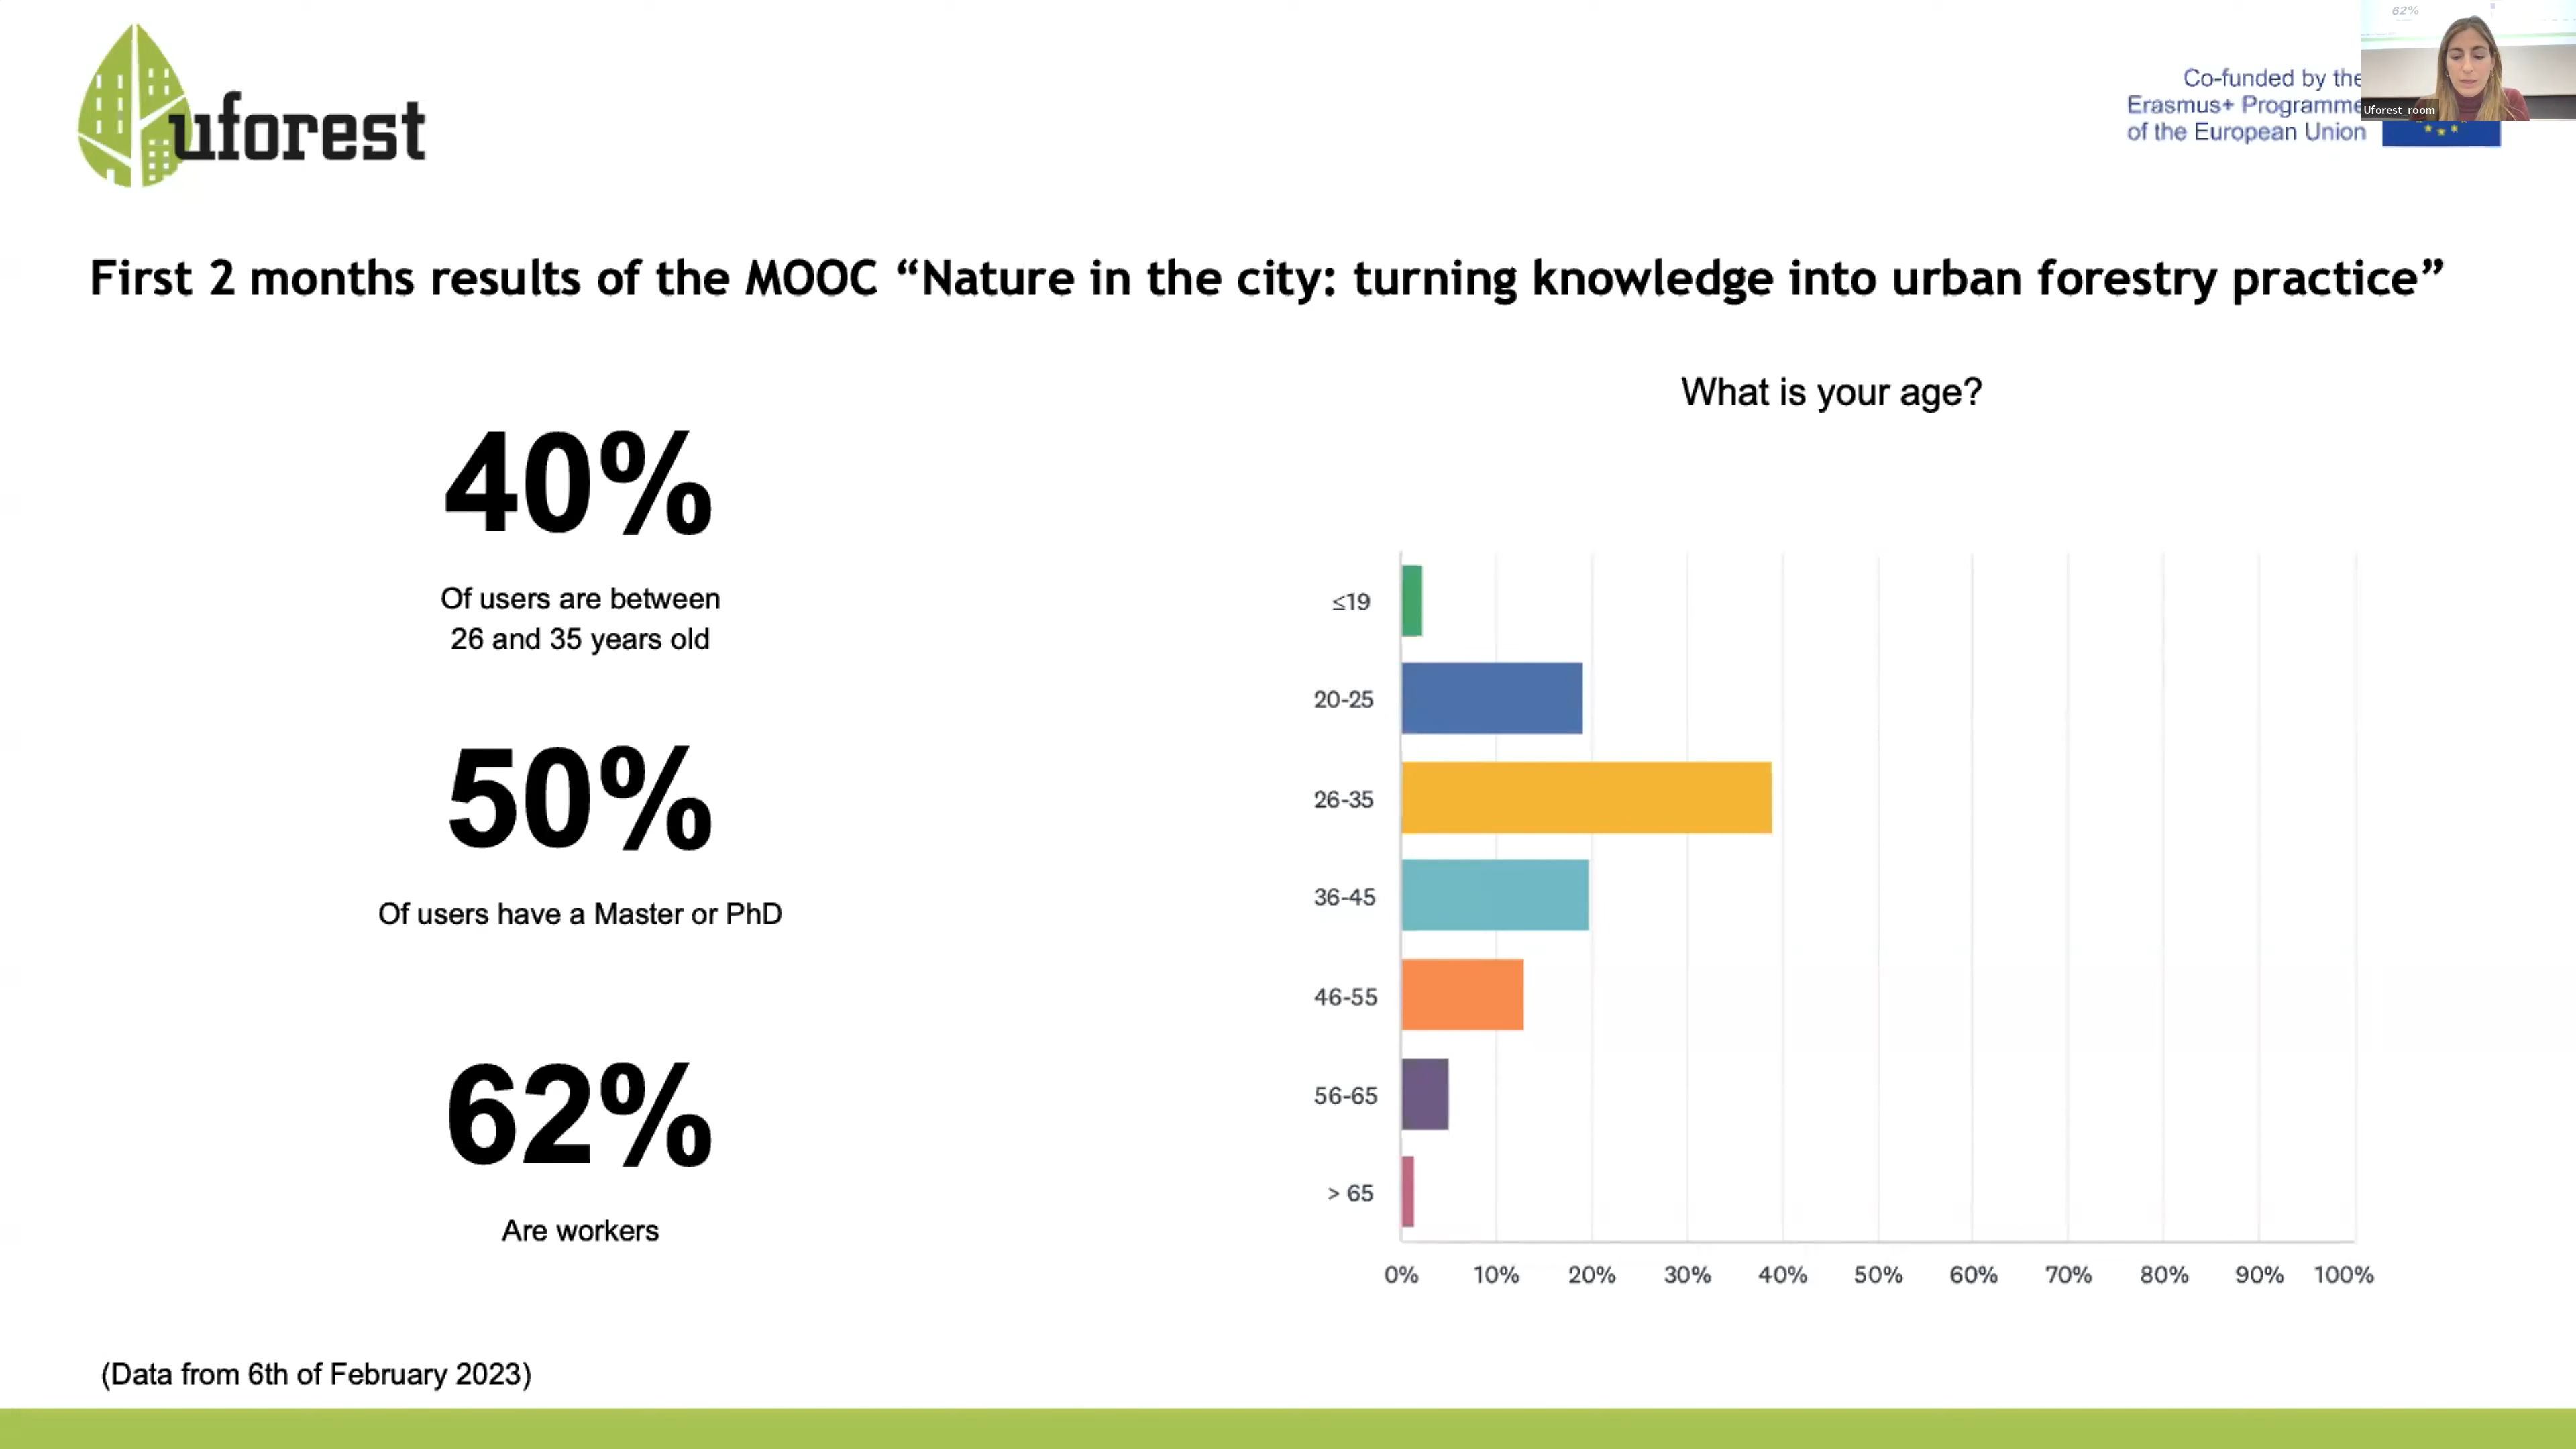 uforest
62%
Co-funded by the
Erasmus+ Programme
of the European Union
Uforest_room
First 2 months results of the MOOC “Nature in the city: turning knowledge into urban forestry practice”
40%
Of users are between
26 and 35 years old
50%
Of users have a Master or PhD
62%
Are workers
(Data from 6th of February 2023)
What is your age?
≤19
20-25
26-35
36-45
46-55
56-65
> 65
0% 10% 20% 30% 40% 50% 60% 70% 80% 90% 100%